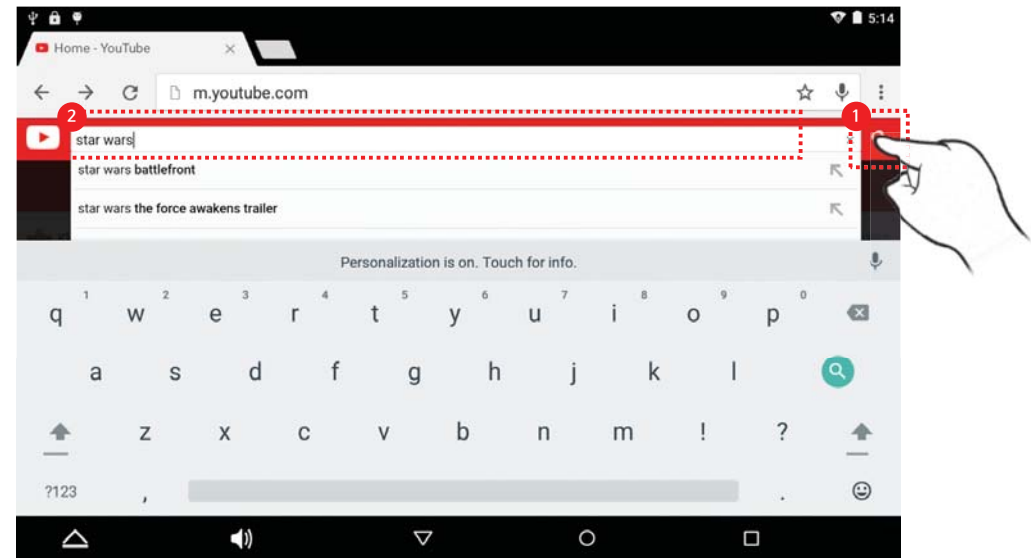 5:14
Home - YouTube ×
m.youtube.com
2
1
star wars
star wars battlefront
star wars the force awakens trailer
Personalization is on. Touch for info.
1 2 3 4 5 6 7 8 9 0
q w e r t y u i o p
a s d f g h j k l
z x c v b n m ! ?
?123 , .